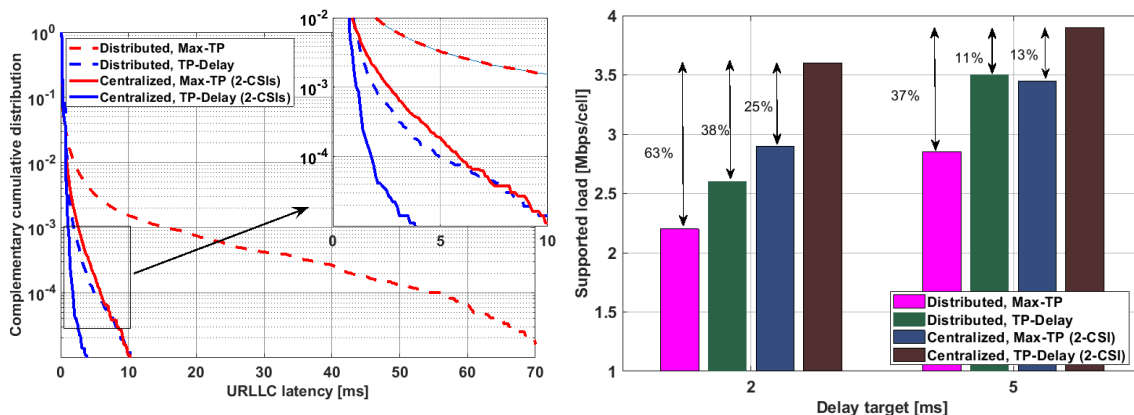 Complementary cumulative distribution
10^0
10^-1
10^-2
10^-3
10^-4
0 10 20 30 40 50 60 70
URLLC latency [ms]
Distributed, Max-TP
Distributed, TP-Delay
Centralized, Max-TP (2-CSIs)
Centralized, TP-Delay (2-CSIs)
10^-2
10^-3
10^-4
0 5 10
Supported load [Mbps/cell]
4
3.5
3
2.5
2
1.5
1
63%
38%
25%
37%
11%
13%
Distributed, Max-TP
Distributed, TP-Delay
Centralized, Max-TP (2-CSI)
Centralized, TP-Delay (2-CSI)
2 5
Delay target [ms]